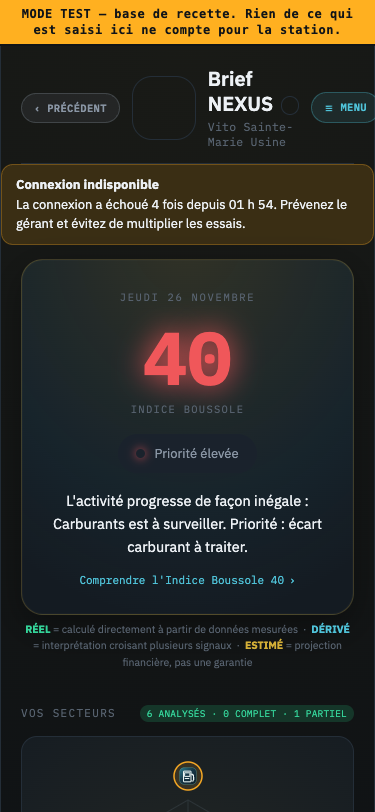 MODE TEST — base de recette. Rien de ce qui
est saisi ici ne compte pour la station.
‹ PRÉCÉDENT
Brief
NEXUS
Vito Sainte-
Marie Usine
≡ MENU
Connexion indisponible
La connexion a échoué 4 fois depuis 01 h 54. Prévenez le
gérant et évitez de multiplier les essais.
JEUDI 26 NOVEMBRE
40
INDICE BOUSSOLE
Priorité élevée
L'activité progresse de façon inégale :
Carburants est à surveiller. Priorité : écart
carburant à traiter.
Comprendre l'Indice Boussole 40 ›
RÉEL = calculé directement à partir de données mesurées · DÉRIVÉ
= interprétation croisant plusieurs signaux · ESTIMÉ = projection
financière, pas une garantie
VOS SECTEURS
6 ANALYSÉS · 0 COMPLET · 1 PARTIEL